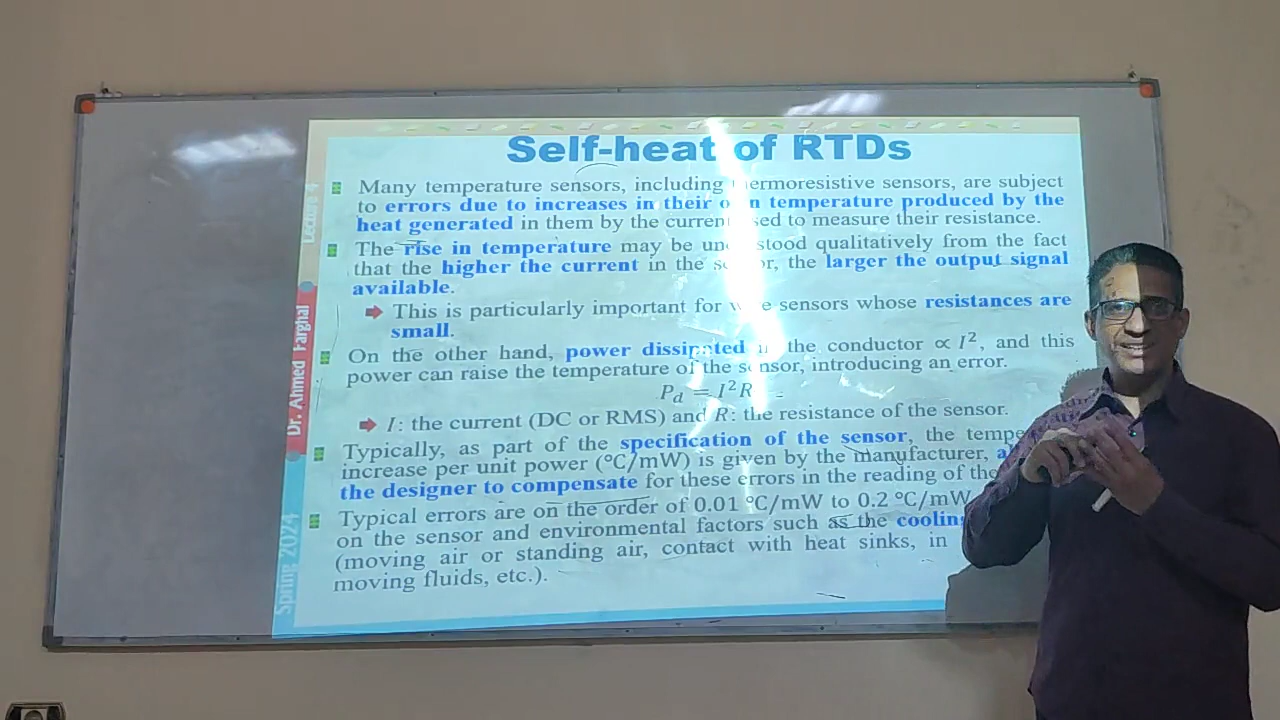 Self-heat of RTDs
Many temperature sensors, including thermoresistive sensors, are subject
to errors due to increases in their own temperature produced by the
heat generated in them by the current used to measure their resistance.
The rise in temperature may be understood qualitatively from the fact
that the higher the current in the sensor, the larger the output signal
available.
This is particularly important for wire sensors whose resistances are
small.
On the other hand, power dissipated in the conductor ∝ I², and this
power can raise the temperature of the sensor, introducing an error.
P_d = I²R
I: the current (DC or RMS) and R: the resistance of the sensor.
Typically, as part of the specification of the sensor, the
increase per unit power (°C/mW) is given by the manufacturer,
the designer to compensate for these errors in the reading of the
Typical errors are on the order of 0.01 °C/mW to 0.2 °C/mW
on the sensor and environmental factors such as the
(moving air or standing air, contact with heat sinks, in
moving fluids, etc.).
Lecture 4
Dr. Ahmed Farghal
Spring 2024